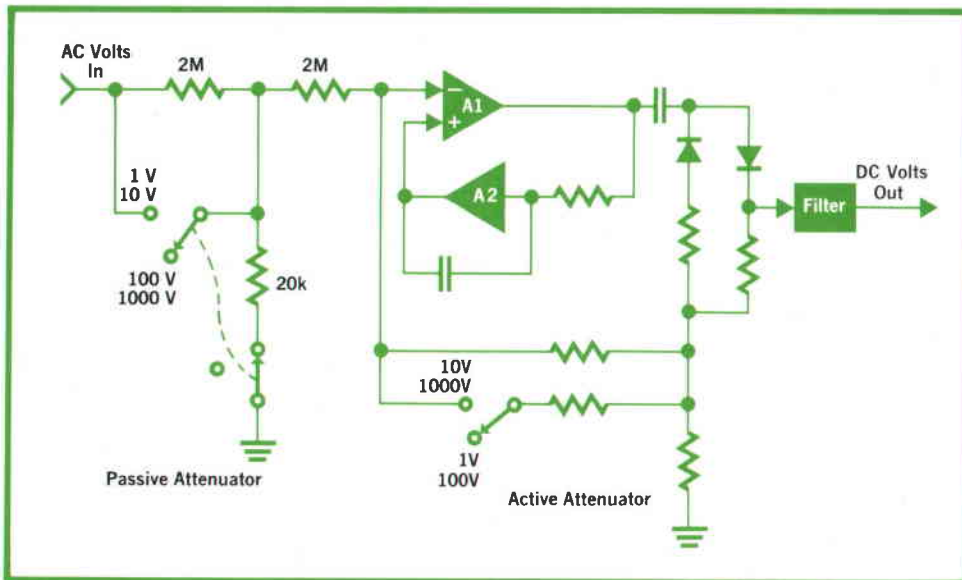 AC Volts
In
2M
2M
A1
A2
1 V
10 V
100 V
1000 V
20k
Filter
DC Volts
Out
10V
1000V
1V
100V
Passive Attenuator
Active Attenuator